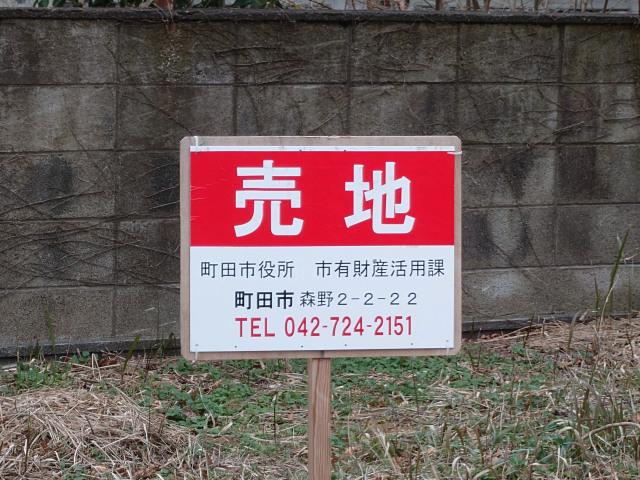 売地
町田市役所　市有財産活用課
町田市 森野２-２-２２
TEL 042-724-2151